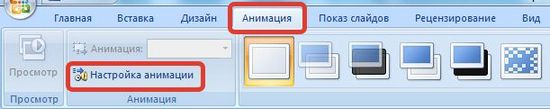 Главная Вставка Дизайн Анимация Показ слайдов Рецензирование Вид
Просмотр
Анимация:
Настройка анимации
Просмотр Анимация